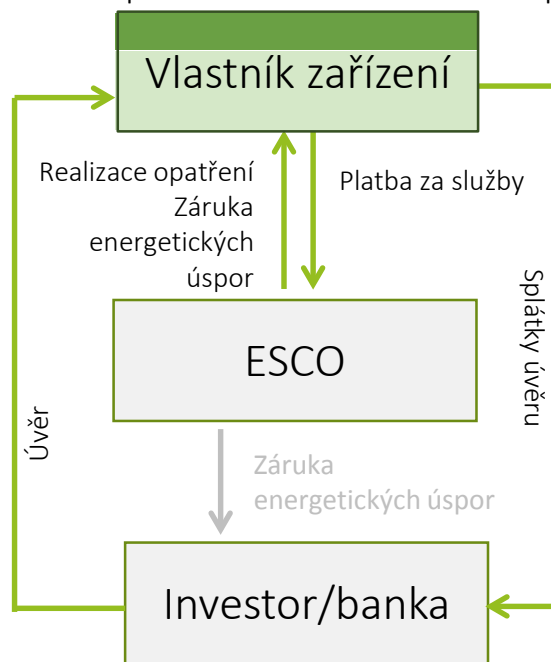 Vlastník zařízení
Realizace opatření
Záruka
energetických
úspor
Platba za služby
ESCO
Splátky úvěru
Úvěr
Záruka
energetických úspor
Investor/banka